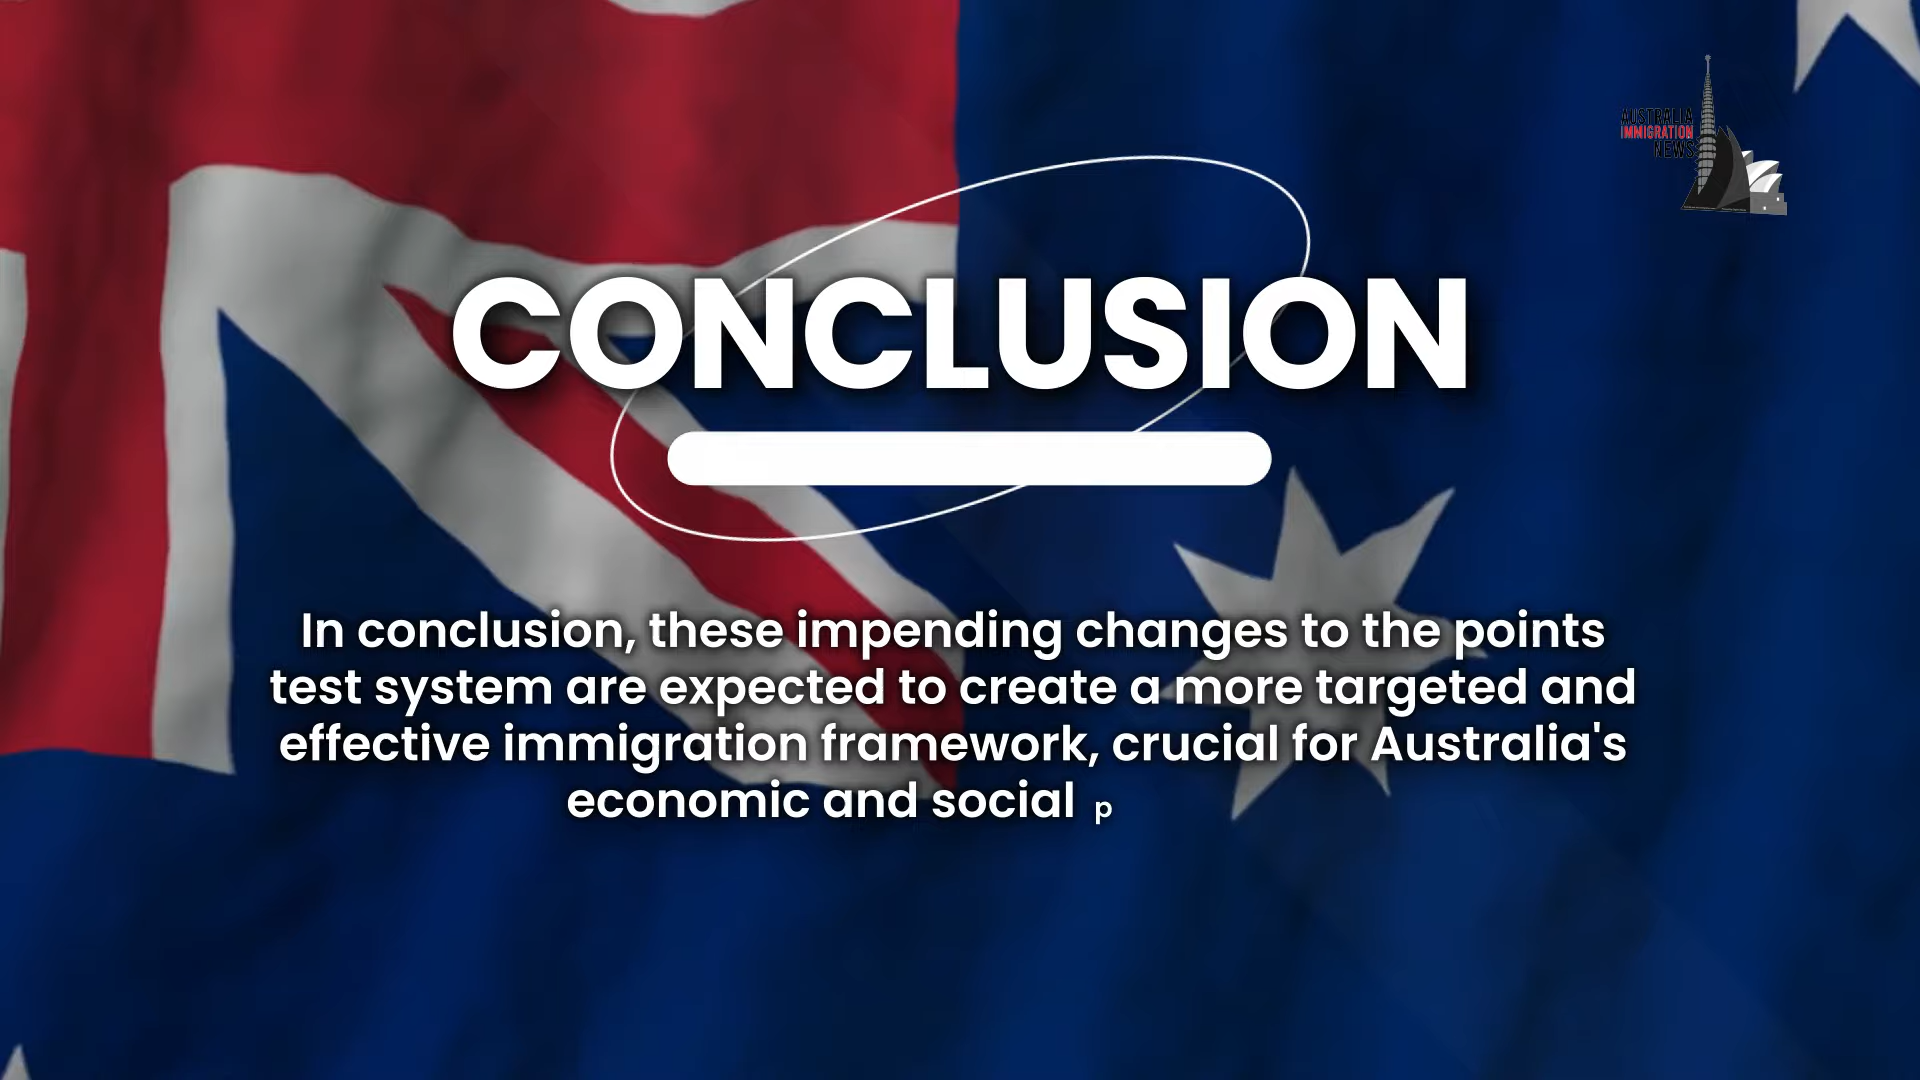 AUSTRALIA
IMMIGRATION
NEWS
CONCLUSION
In conclusion, these impending changes to the points
test system are expected to create a more targeted and
effective immigration framework, crucial for Australia's
economic and social p